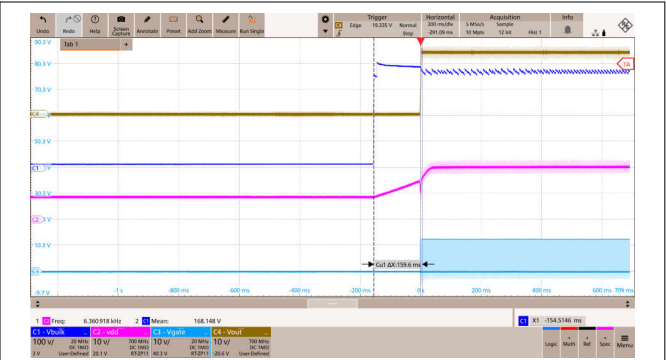 Undo Redo Help Screen Capture Annotate Preset Add Zoom Measure Run Single
Trigger
C1 Edge 10.335 V Normal
Stop
Horizontal
200 ms/div
-291.09 ms
Acquisition
5 MSa/s Sample
10 Mpts 12 bit Hist 1
Info
Tab 1 +
90.3 V
80.3 V
TA
70.3 V
C4
50.3 V
C1
30.3 V
C2
10.3 V
Cu1 ΔX:159.6 ms
-9.7 V
-1 s -800 ms -600 ms -400 ms -200 ms 0 s 200 ms 400 ms 600 ms 709 ms
1 C2 Freq: 6.360918 kHz 2 C1 Mean: 168.148 V
C1 X1 -154.5146 ms
C1 - Vbulk
100 V/ 20 MHz
DC 1MΩ
3 V User-Defined
C2 - vdd
10 V/ 700 MHz
DC 1MΩ
20.1 V RT-ZP11
C3 - Vgate
10 V/ 20 MHz
DC 1MΩ
40.3 V RT-ZP11
C4 - Vout
10 V/ 700 MHz
DC 1MΩ
-20.6 V User-Defined
Logic Math Ref Spec Menu